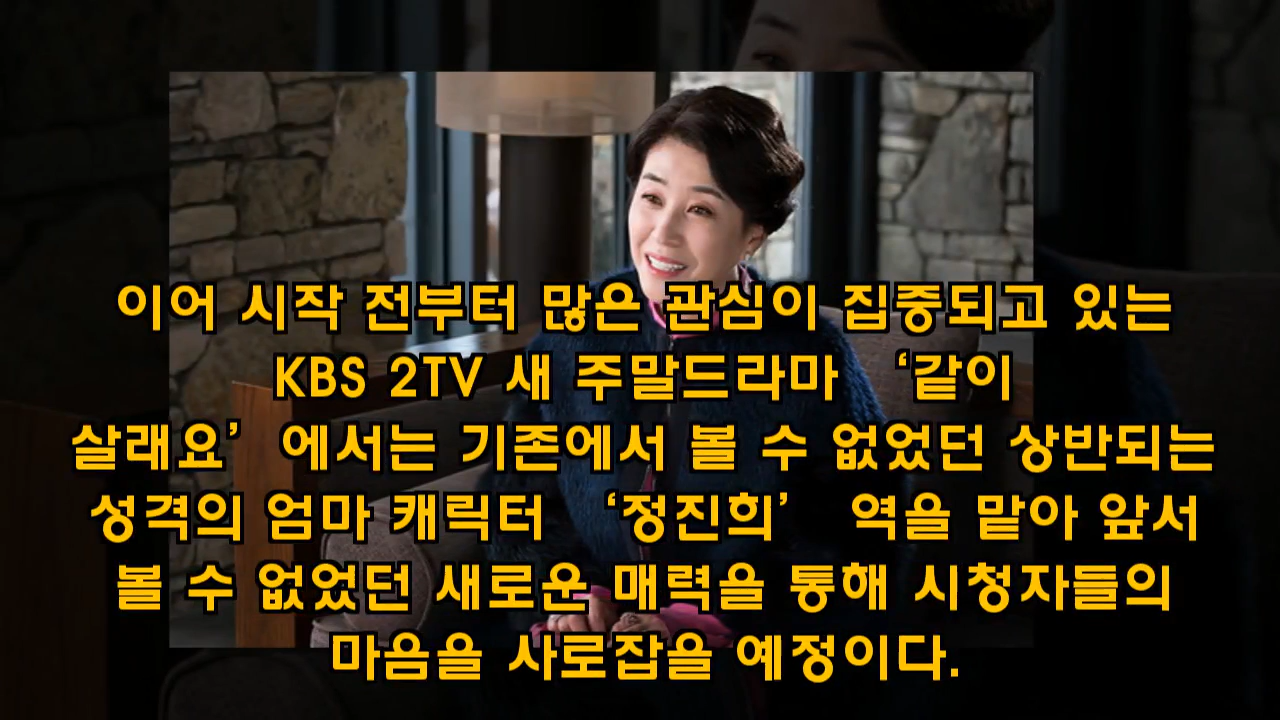 이어 시작 전부터 많은 관심이 집중되고 있는
KBS 2TV 새 주말드라마 ‘같이
살래요’ 에서는 기존에서 볼 수 없었던 상반되는
성격의 엄마 캐릭터 ‘정진희’ 역을 맡아 앞서
볼 수 없었던 새로운 매력을 통해 시청자들의
마음을 사로잡을 예정이다.